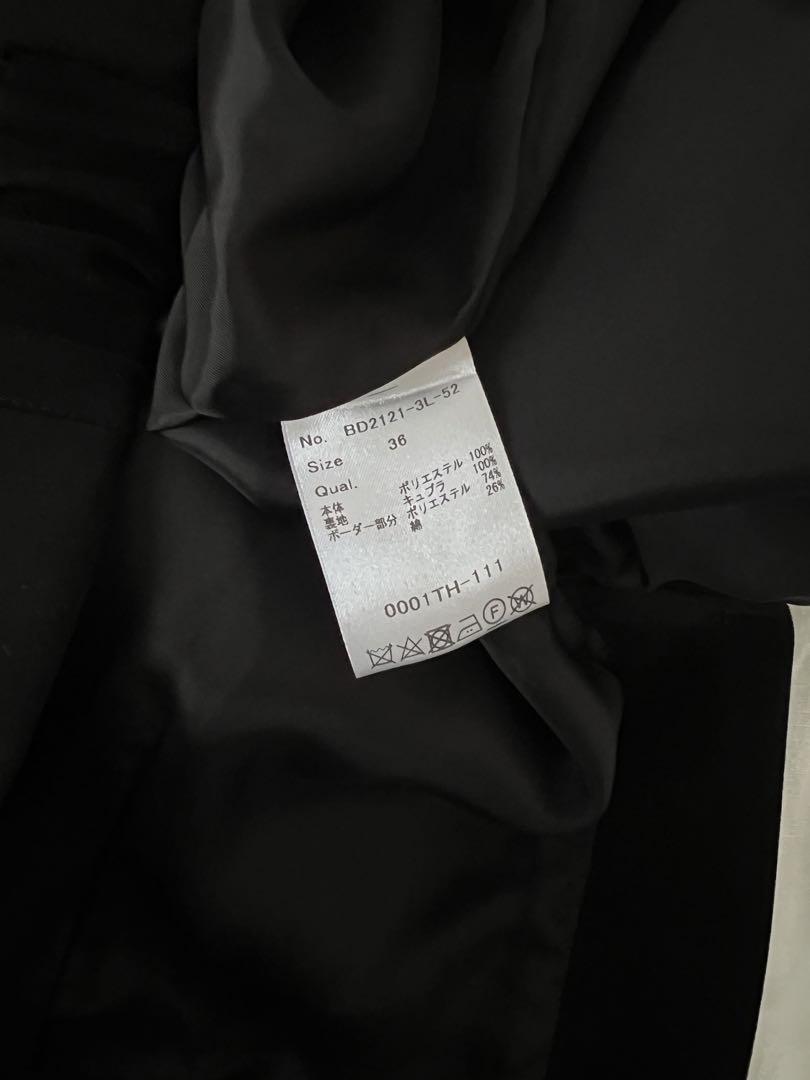 No. BD2121-3L-52
Size 36
Qual.
本体 ポリエステル 100%
裏地 キュプラ 100%
ボーダー部分 ポリエステル 74%
綿 26%
0001TH-111
F W